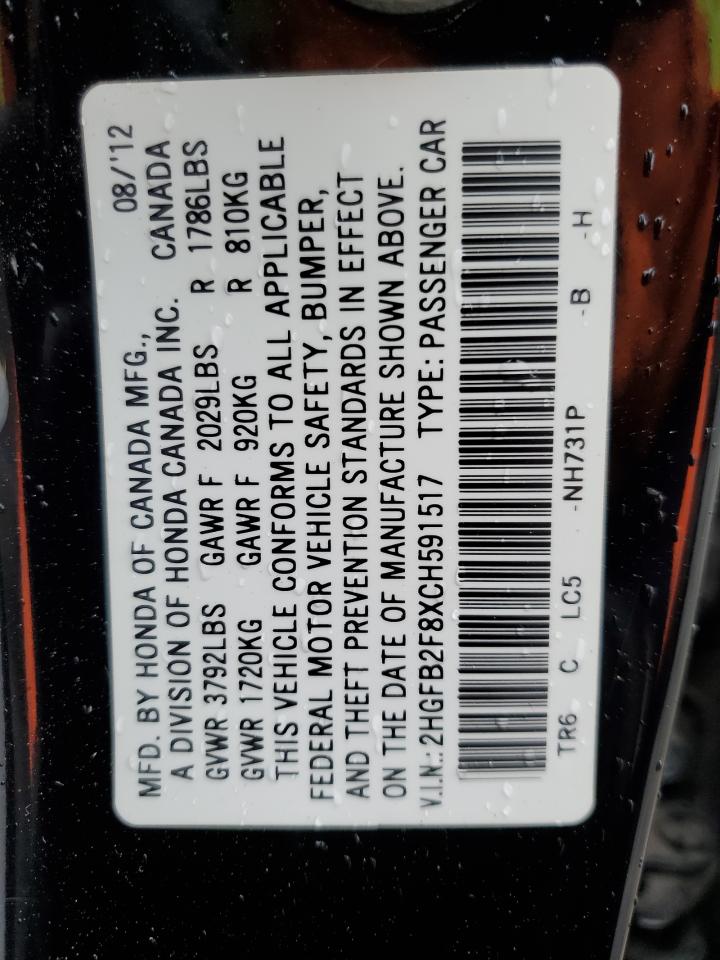 MFD. BY HONDA OF CANADA MFG., 08/'12
A DIVISION OF HONDA CANADA INC. CANADA
GVWR 3792LBS GAWR F 2029LBS R 1786LBS
GVWR 1720KG GAWR F 920KG R 810KG
THIS VEHICLE CONFORMS TO ALL APPLICABLE
FEDERAL MOTOR VEHICLE SAFETY, BUMPER,
AND THEFT PREVENTION STANDARDS IN EFFECT
ON THE DATE OF MANUFACTURE SHOWN ABOVE.
V.I.N.: 2HGFB2F8XCH591517 TYPE: PASSENGER CAR
TR6 C LC5 -NH731P -B -H